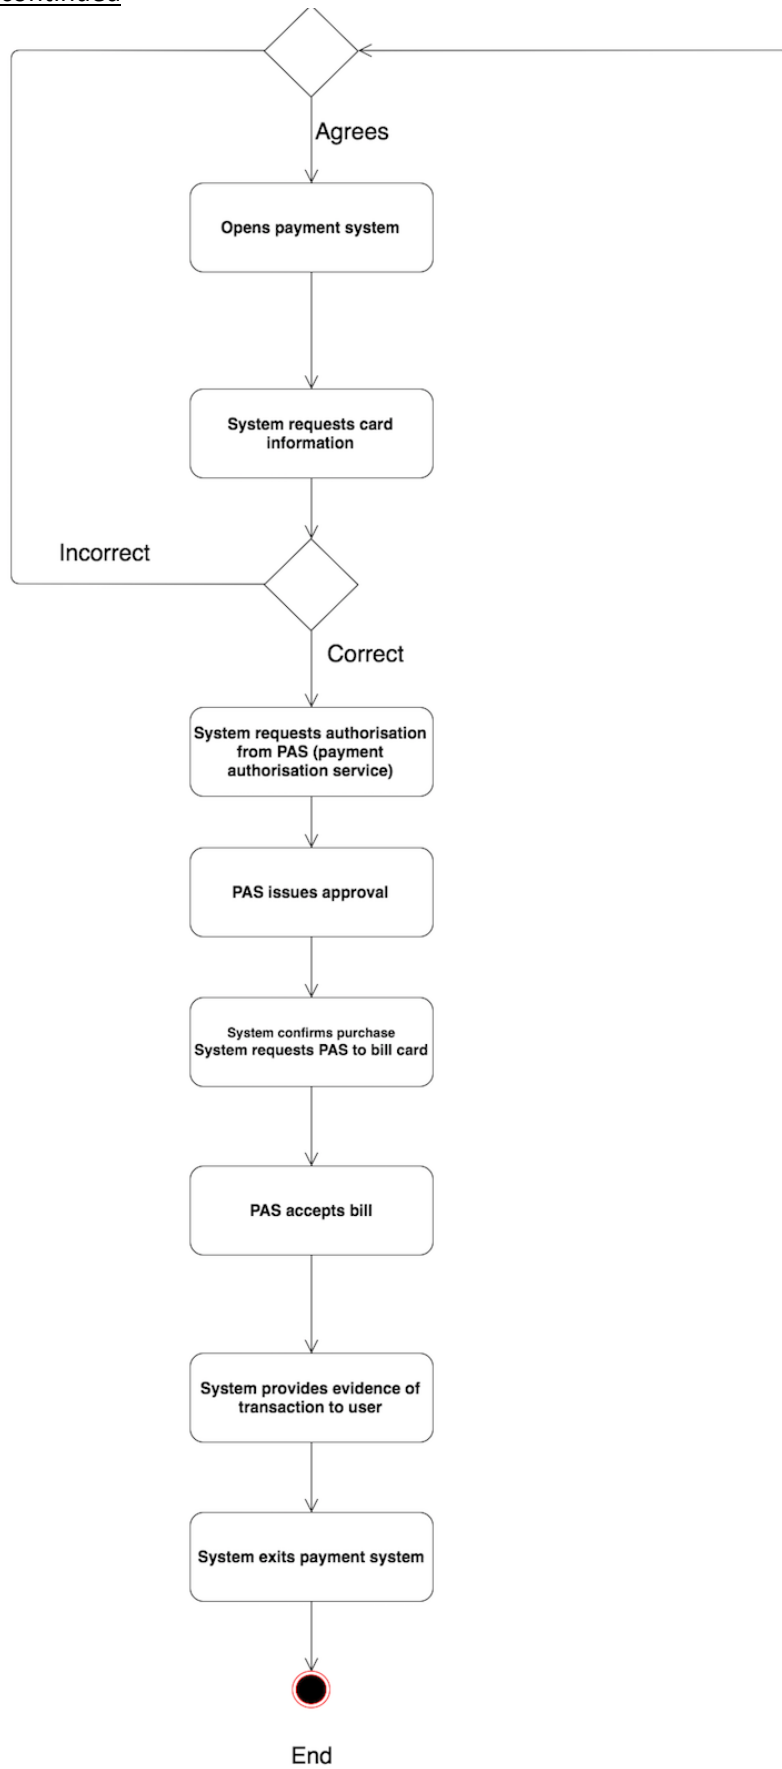 continued
Agrees
Opens payment system
System requests card
information
Incorrect
Correct
System requests authorisation
from PAS (payment
authorisation service)
PAS issues approval
System confirms purchase
System requests PAS to bill card
PAS accepts bill
System provides evidence of
transaction to user
System exits payment system
End